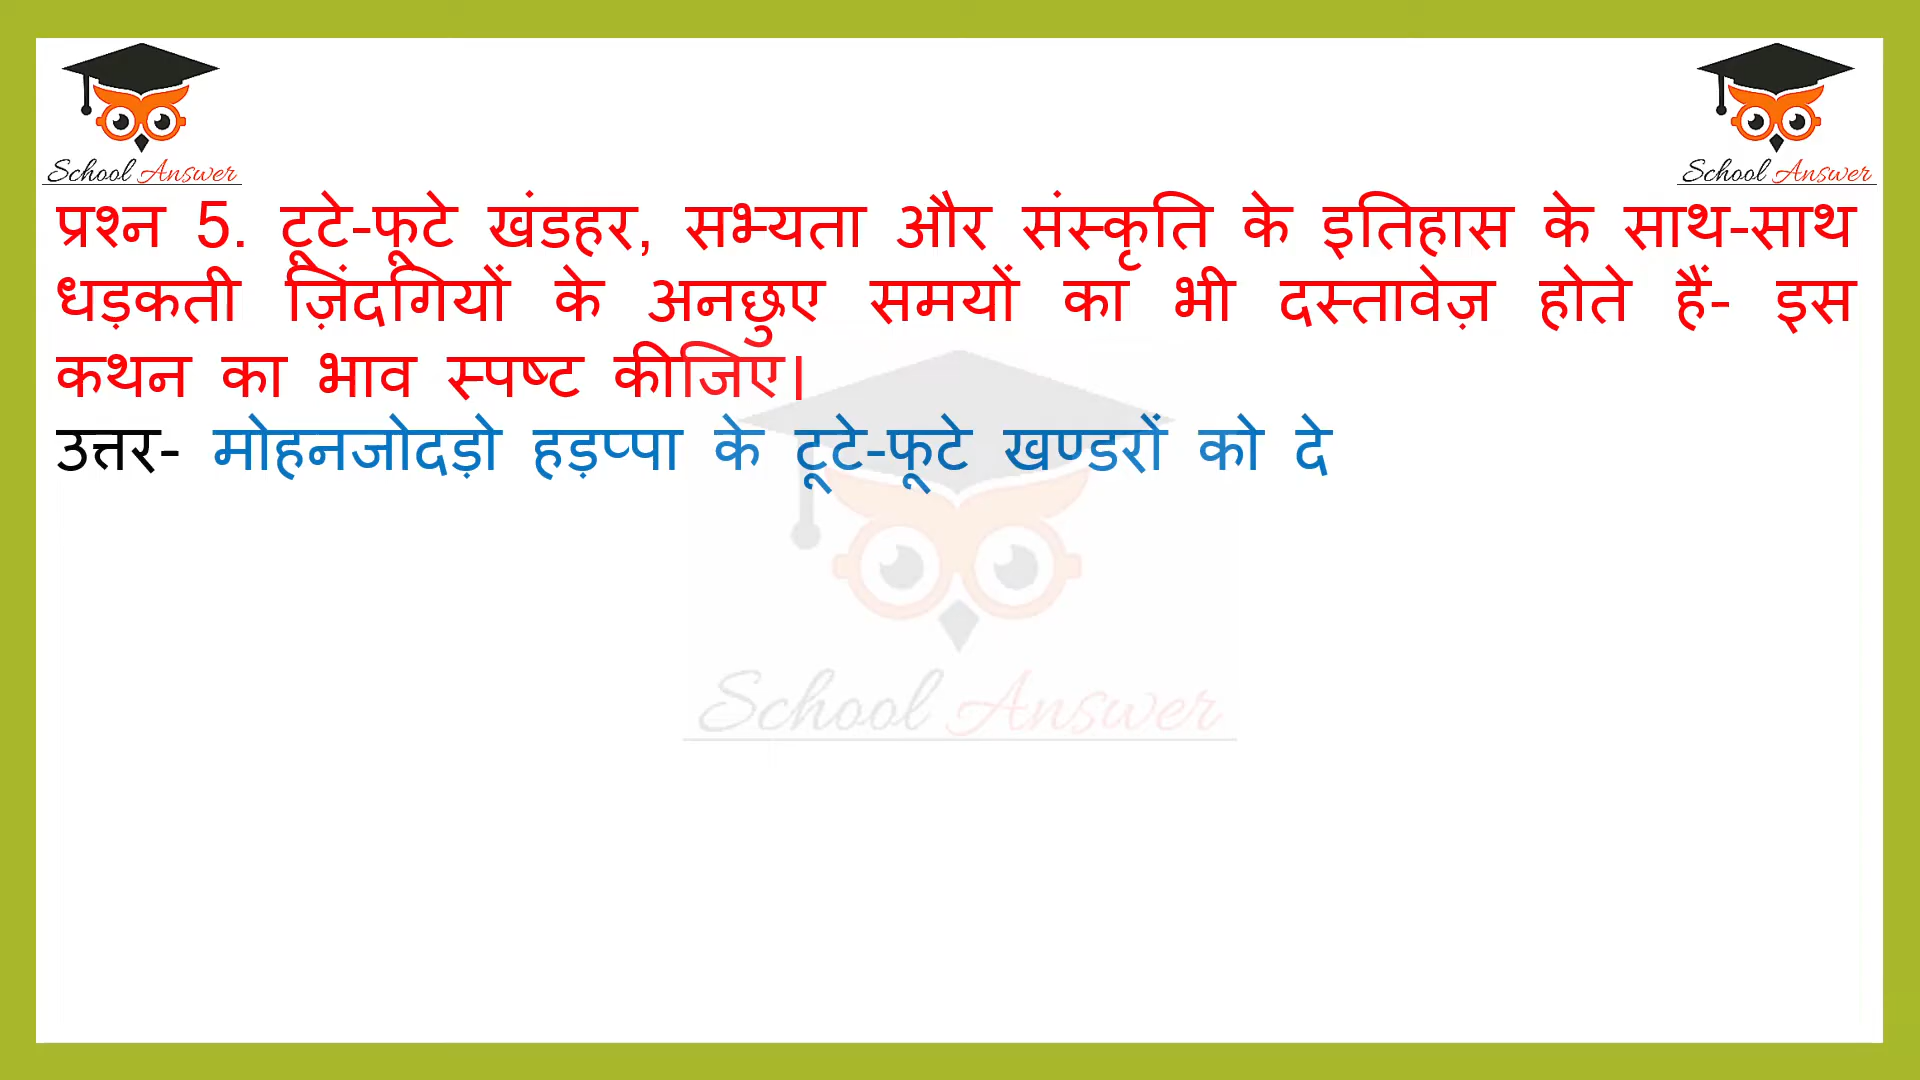 School Answer
School Answer
प्रश्न 5. टूटे-फूटे खंडहर, सभ्यता और संस्कृति के इतिहास के साथ-साथ
धड़कती ज़िंदगियों के अनछुए समयों का भी दस्तावेज़ होते हैं- इस
कथन का भाव स्पष्ट कीजिए।
उत्तर- मोहनजोदड़ो हड़प्पा के टूटे-फूटे खण्डरों को दे
School Answer